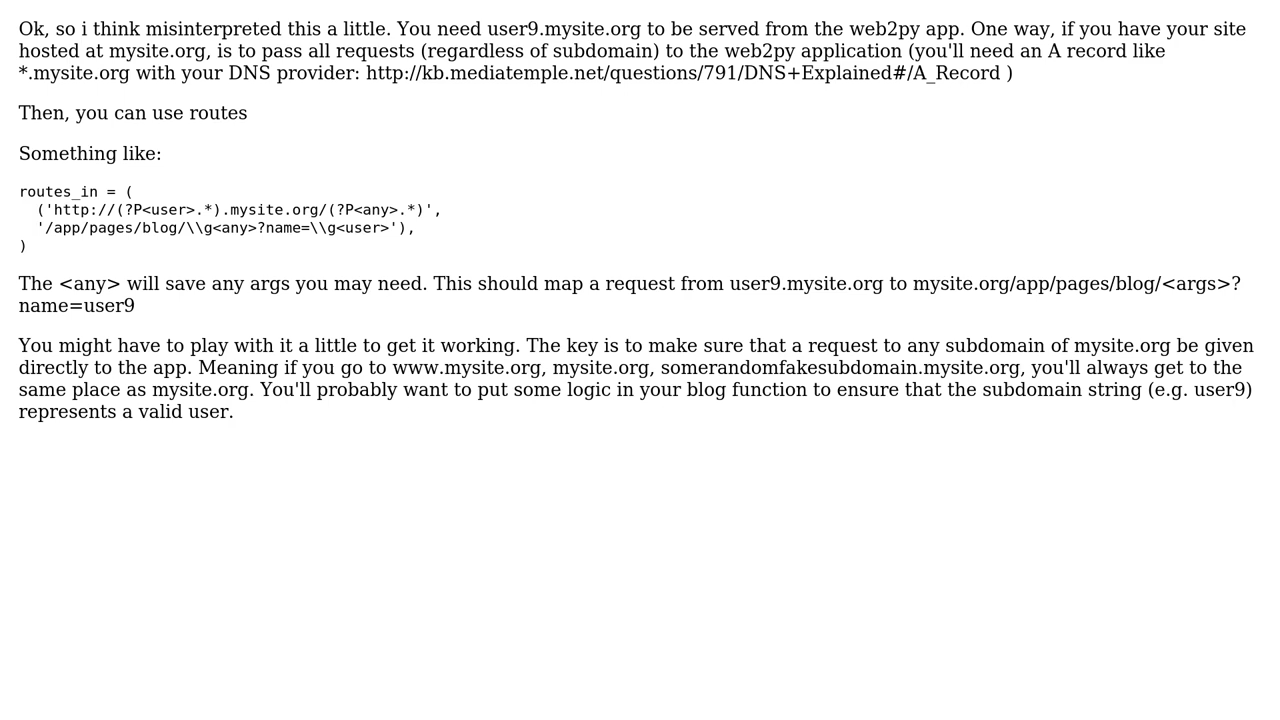 Ok, so i think misinterpreted this a little. You need user9.mysite.org to be served from the web2py app. One way, if you have your site
hosted at mysite.org, is to pass all requests (regardless of subdomain) to the web2py application (you'll need an A record like
*.mysite.org with your DNS provider: http://kb.mediatemple.net/questions/791/DNS+Explained#/A_Record )
Then, you can use routes
Something like:
routes_in = (
  ('http://(?P<user>.*).mysite.org/(?P<any>.*)',
  '/app/pages/blog/\\g<any>?name=\\g<user>'),
)
The <any> will save any args you may need. This should map a request from user9.mysite.org to mysite.org/app/pages/blog/<args>?
name=user9
You might have to play with it a little to get it working. The key is to make sure that a request to any subdomain of mysite.org be given
directly to the app. Meaning if you go to www.mysite.org, mysite.org, somerandomfakesubdomain.mysite.org, you'll always get to the
same place as mysite.org. You'll probably want to put some logic in your blog function to ensure that the subdomain string (e.g. user9)
represents a valid user.